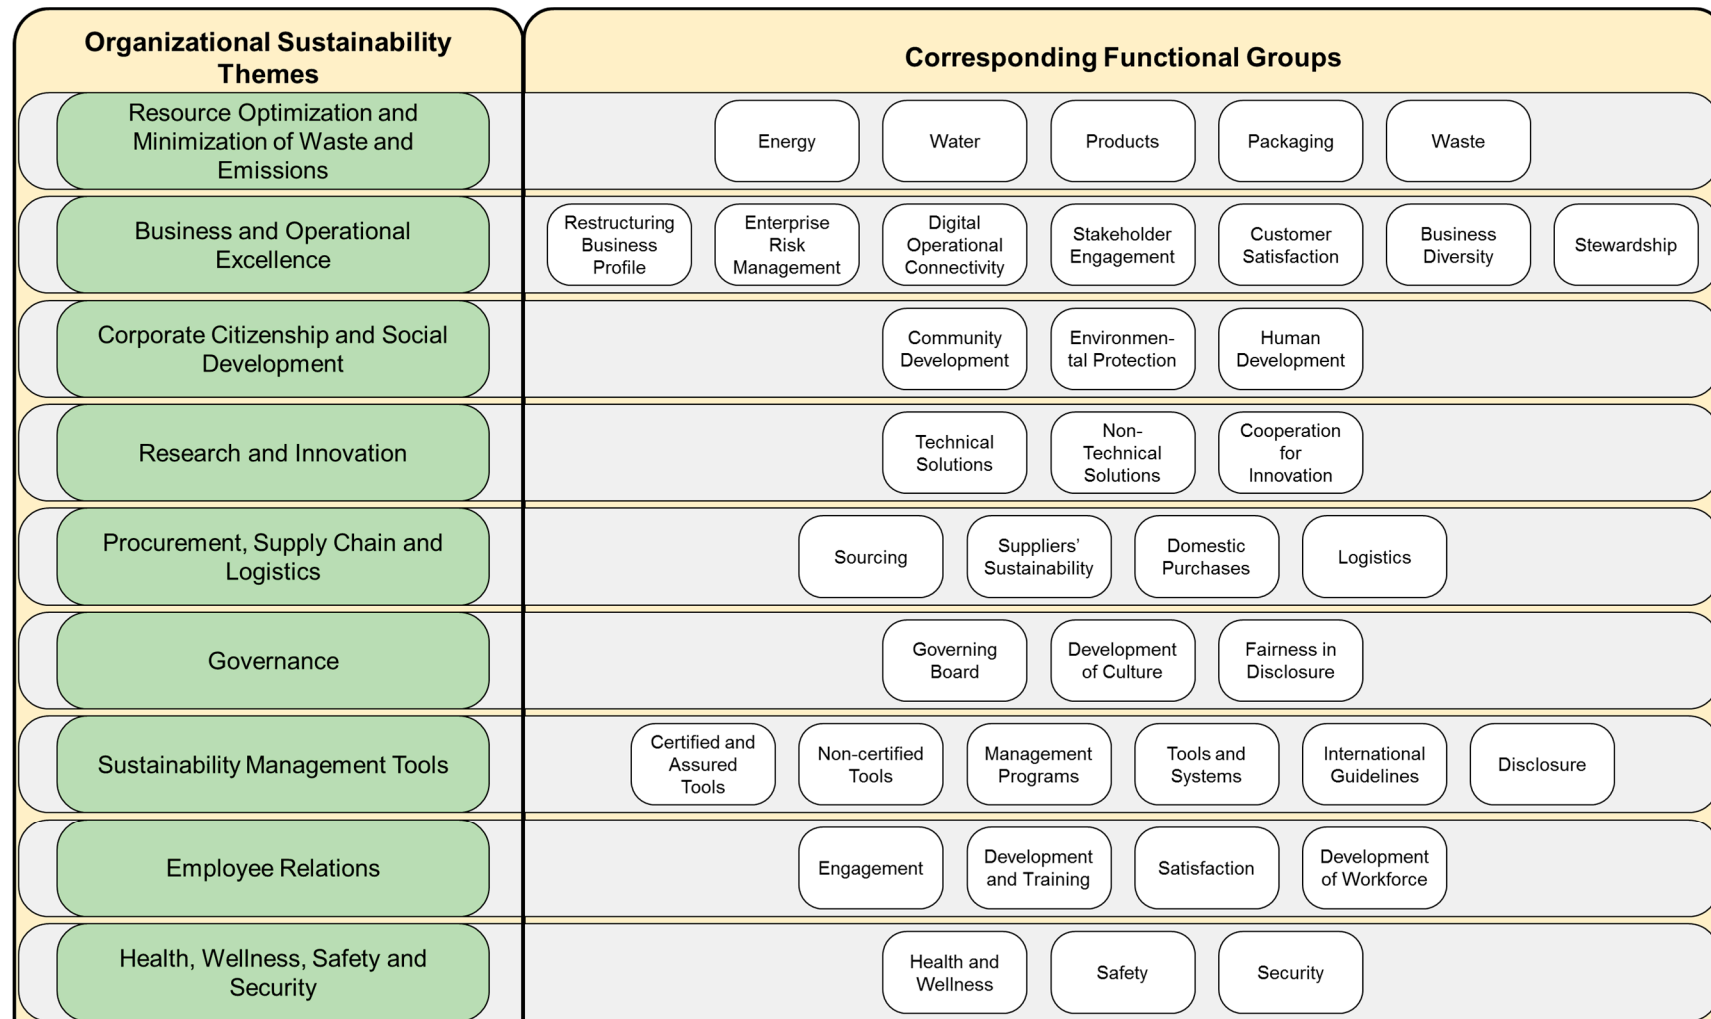 Organizational Sustainability
Themes
Corresponding Functional Groups
Resource Optimization and
Minimization of Waste and
Emissions
Energy
Water
Products
Packaging
Waste
Business and Operational
Excellence
Restructuring
Business
Profile
Enterprise
Risk
Management
Digital
Operational
Connectivity
Stakeholder
Engagement
Customer
Satisfaction
Business
Diversity
Stewardship
Corporate Citizenship and Social
Development
Community
Development
Environmen-
tal Protection
Human
Development
Research and Innovation
Technical
Solutions
Non-
Technical
Solutions
Cooperation
for
Innovation
Procurement, Supply Chain and
Logistics
Sourcing
Suppliers’
Sustainability
Domestic
Purchases
Logistics
Governance
Governing
Board
Development
of Culture
Fairness in
Disclosure
Sustainability Management Tools
Certified and
Assured
Tools
Non-certified
Tools
Management
Programs
Tools and
Systems
International
Guidelines
Disclosure
Employee Relations
Engagement
Development
and Training
Satisfaction
Development
of Workforce
Health, Wellness, Safety and
Security
Health and
Wellness
Safety
Security